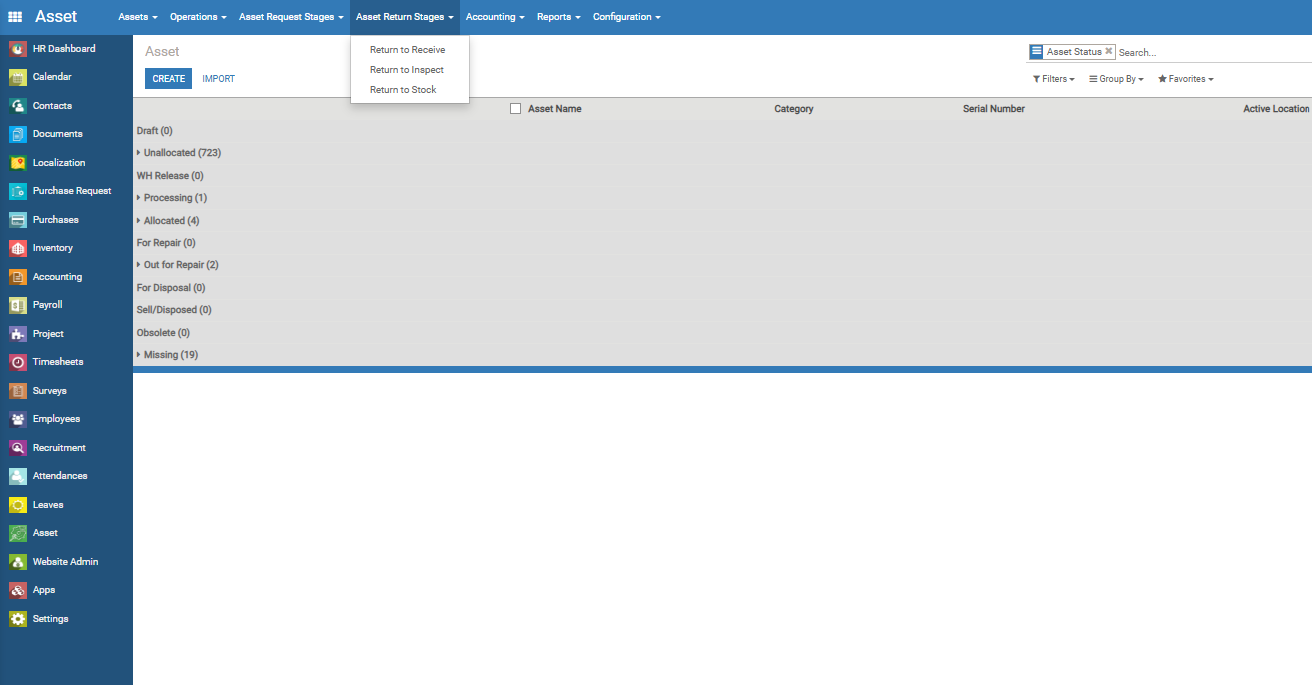 Asset
Assets
Operations
Asset Request Stages
Asset Return Stages
Accounting
Reports
Configuration
Return to Receive
Return to Inspect
Return to Stock
HR Dashboard
Calendar
Contacts
Documents
Localization
Purchase Request
Purchases
Inventory
Accounting
Payroll
Project
Timesheets
Surveys
Employees
Recruitment
Attendances
Leaves
Asset
Website Admin
Apps
Settings
Asset
CREATE
IMPORT
Asset Status
Search...
Filters
Group By
Favorites
Asset Name
Category
Serial Number
Active Location
Draft (0)
Unallocated (723)
WH Release (0)
Processing (1)
Allocated (4)
For Repair (0)
Out for Repair (2)
For Disposal (0)
Sell/Disposed (0)
Obsolete (0)
Missing (19)